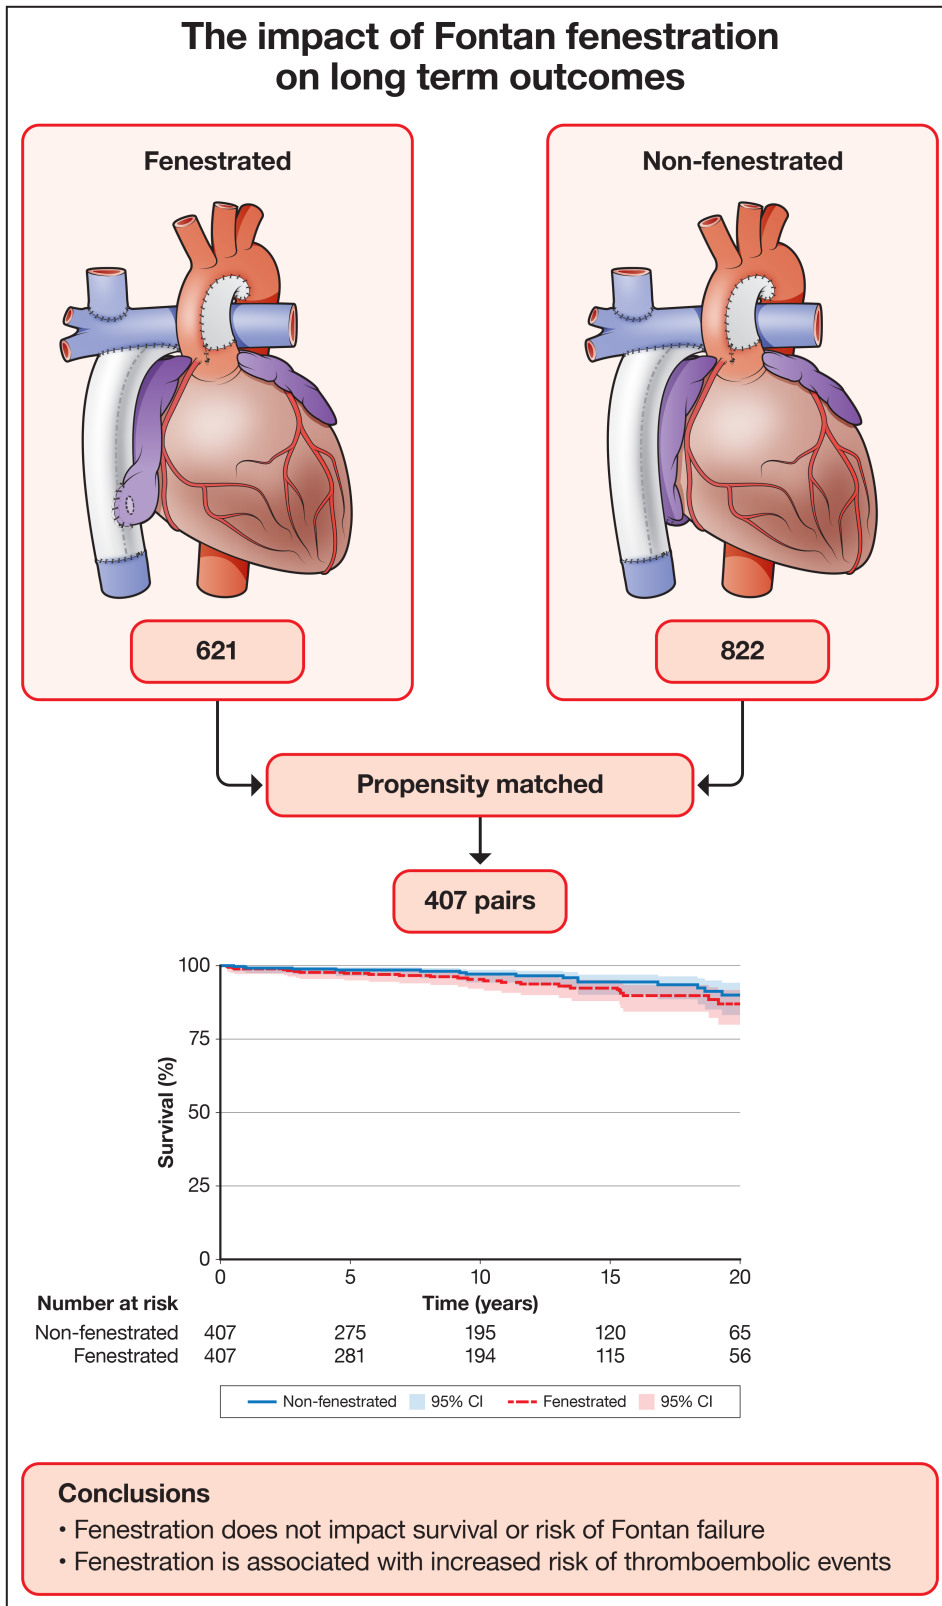 The impact of Fontan fenestration
on long term outcomes
Fenestrated
Non-fenestrated
621
822
Propensity matched
407 pairs
Survival (%)
100
75
50
25
0
0 5 10 15 20
Time (years)
Number at risk
Non-fenestrated 407 275 195 120 65
Fenestrated 407 281 194 115 56
Non-fenestrated 95% CI Fenestrated 95% CI
Conclusions
• Fenestration does not impact survival or risk of Fontan failure
• Fenestration is associated with increased risk of thromboembolic events